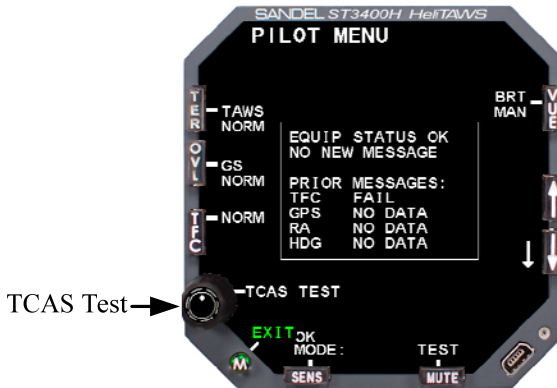 SANDEL ST3400H HeliTAWS
PILOT MENU
TER
TAWS
NORM
BRT
MAN
VUE
EQUIP STATUS OK
NO NEW MESSAGE
OVL
GS
NORM
PRIOR MESSAGES:
TFC FAIL
GPS NO DATA
RA NO DATA
HDG NO DATA
TFC
NORM
TCAS Test
TCAS TEST
EXIT
OK
MODE:
TEST
M
SENS
MUTE